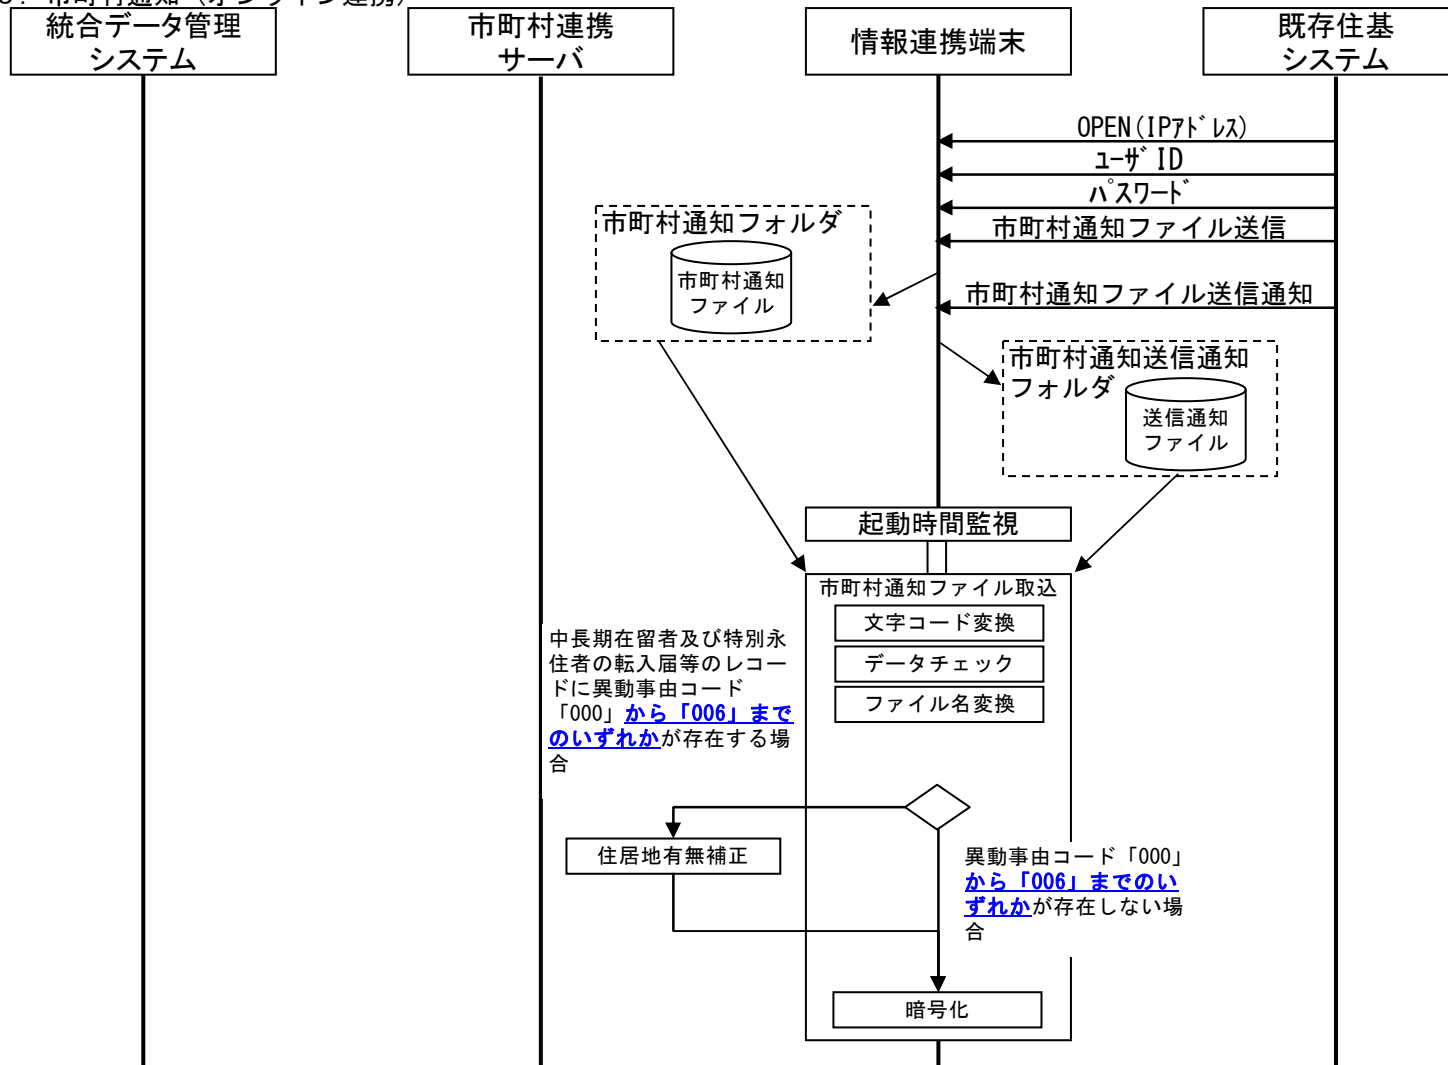 市町村通知（オンライン連携）
統合データ管理
システム
市町村連携
サーバ
情報連携端末
既存住基
システム
OPEN(IPｱﾄﾞﾚｽ)
ﾕｰｻﾞID
ﾊﾟｽﾜｰﾄﾞ
市町村通知ファイル送信
市町村通知フォルダ
市町村通知
ファイル
市町村通知ファイル送信通知
市町村通知送信通知
フォルダ
送信通知
ファイル
起動時間監視
市町村通知ファイル取込
文字コード変換
データチェック
ファイル名変換
中長期在留者及び特別永
住者の転入届等のレコー
ドに異動事由コード
「000」から「006」まで
のいずれかが存在する場
合
住居地有無補正
異動事由コード「000」
から「006」までのい
ずれかが存在しない場
合
暗号化